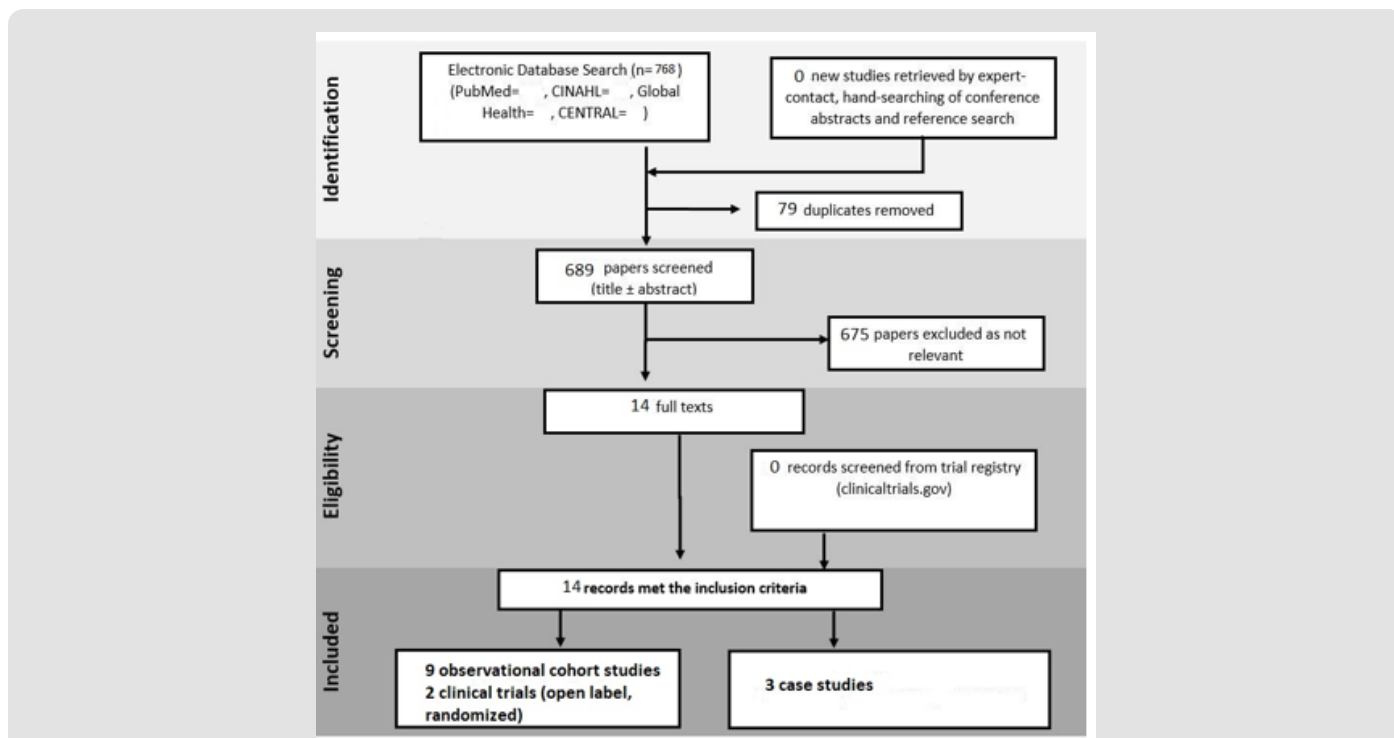 Identification
Electronic Database Search (n=768)
(PubMed= , CINAHL= , Global
Health= , CENTRAL= )
0 new studies retrieved by expert-
contact, hand-searching of conference
abstracts and reference search
79 duplicates removed
Screening
689 papers screened
(title ± abstract)
675 papers excluded as not
relevant
Eligibility
14 full texts
0 records screened from trial registry
(clinicaltrials.gov)
Included
14 records met the inclusion criteria
9 observational cohort studies
2 clinical trials (open label,
randomized)
3 case studies